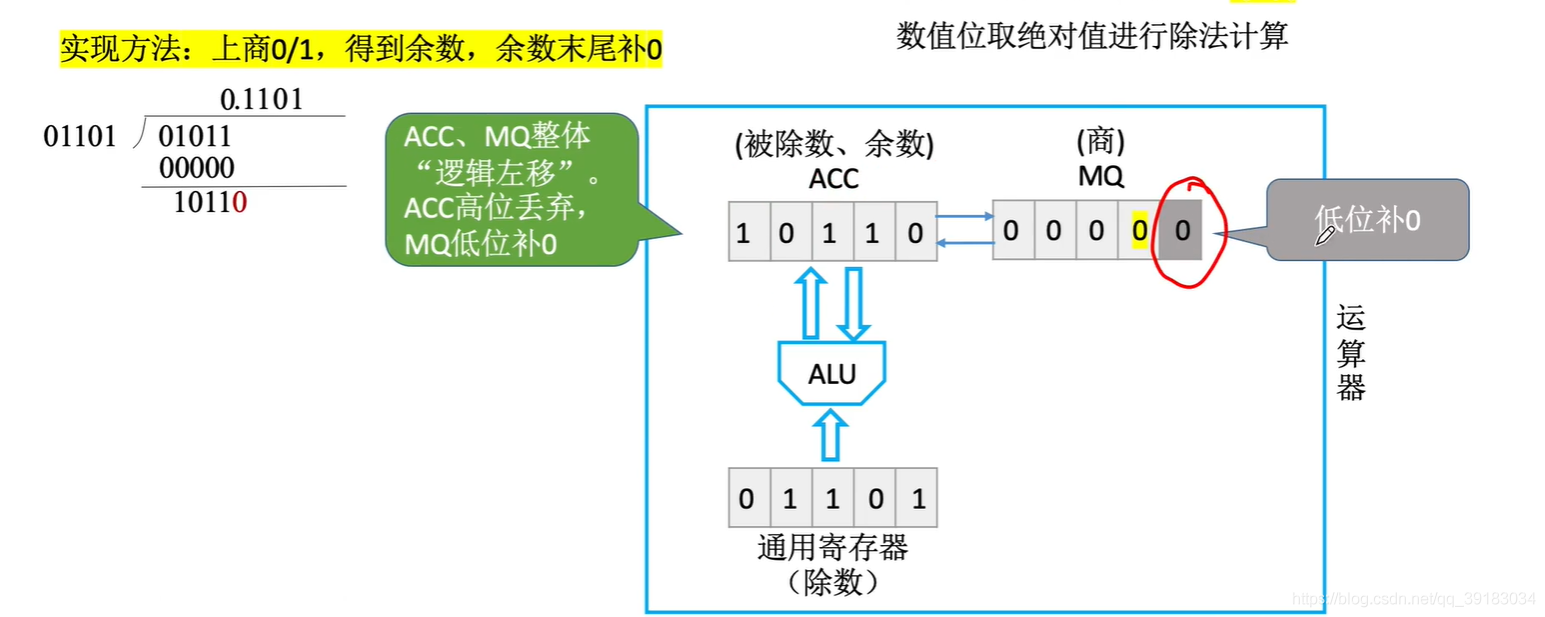 实现方法：上商0/1，得到余数，余数末尾补0
数值位取绝对值进行除法计算
0.1101
01101
01011
00000
10110
ACC、MQ整体
“逻辑左移”。
ACC高位丢弃，
MQ低位补0
(被除数、余数)
ACC
1 0 1 1 0
(商)
MQ
0 0 0 0 0
低位补0
ALU
0 1 1 0 1
通用寄存器
（除数）
运
算
器
https://blog.csdn.net/qq_39183034